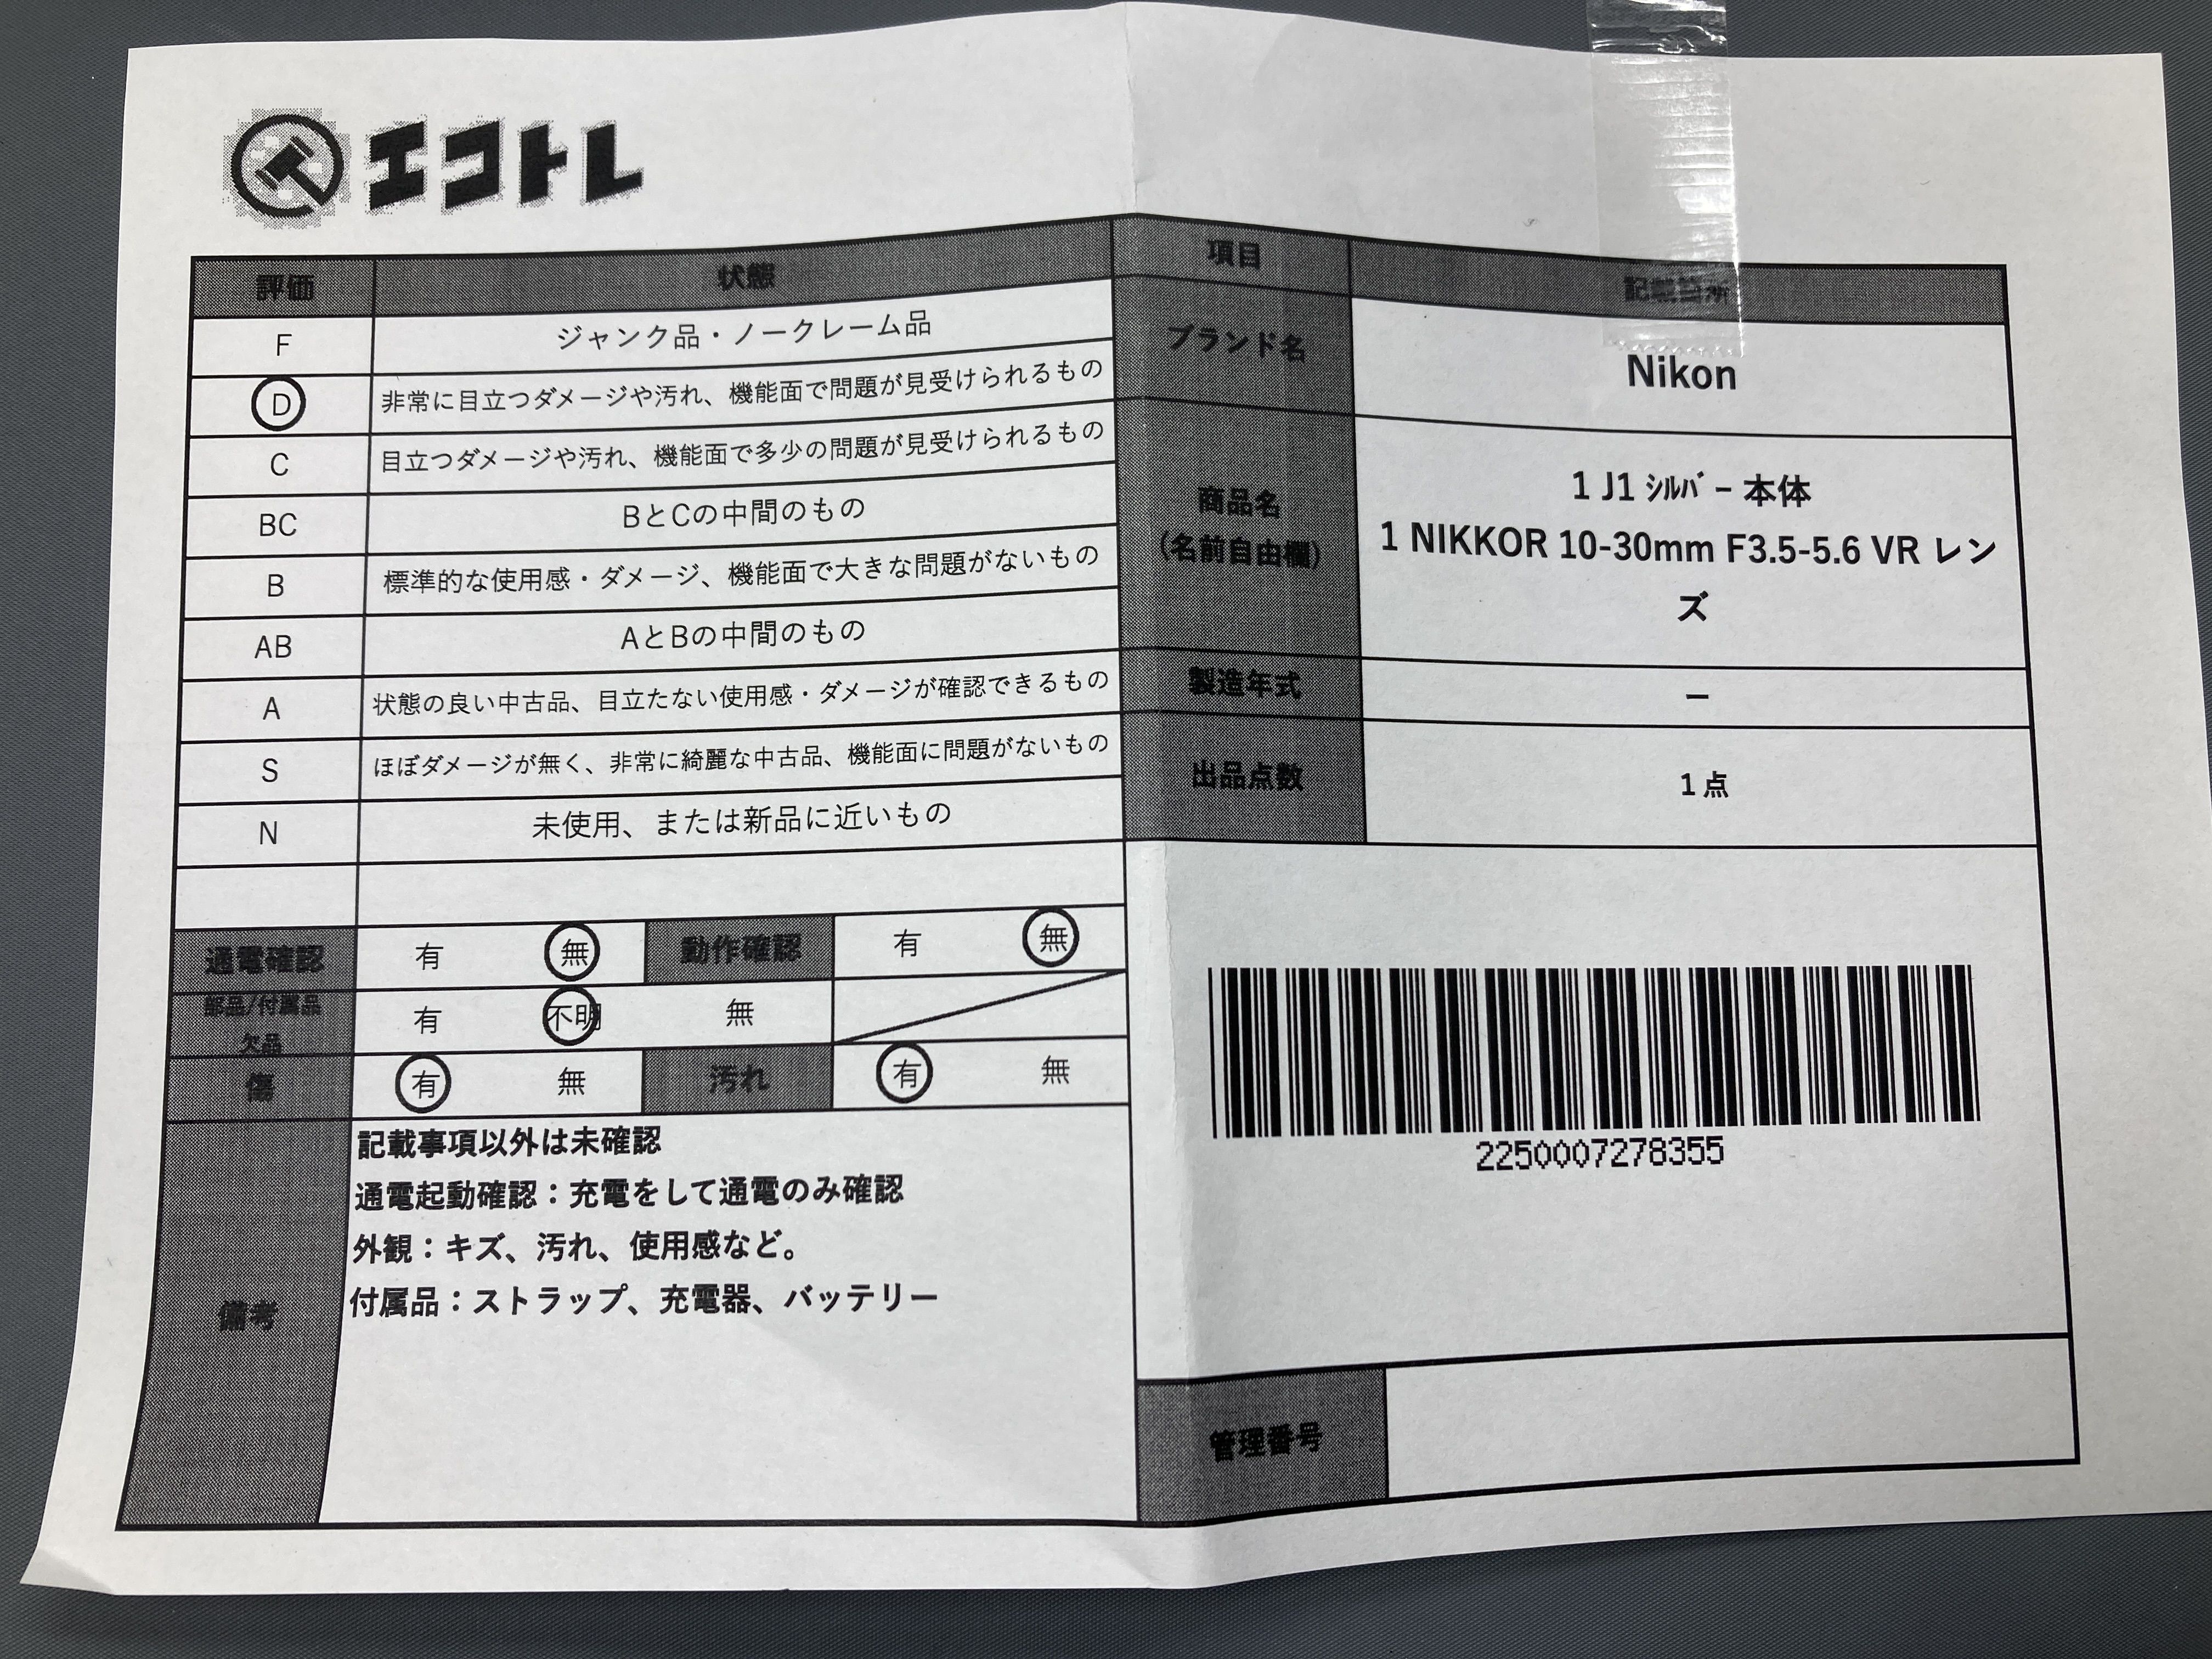 エコトレ
評価 状態
F ジャンク品・ノークレーム品
D 非常に目立つダメージや汚れ、機能面で問題が見受けられるもの
C 目立つダメージや汚れ、機能面で多少の問題が見受けられるもの
BC BとCの中間のもの
B 標準的な使用感・ダメージ、機能面で大きな問題がないもの
AB AとBの中間のもの
A 状態の良い中古品、目立たない使用感・ダメージが確認できるもの
S ほぼダメージが無く、非常に綺麗な中古品、機能面に問題がないもの
N 未使用、または新品に近いもの
通電確認 有 無 動作確認 有 無
部品/付属品
欠品
有 不明 無
傷 有 無 汚れ 有 無
備考
記載事項以外は未確認
通電起動確認：充電をして通電のみ確認
外観：キズ、汚れ、使用感など。
付属品：ストラップ、充電器、バッテリー
項目 記載箇所
ブランド名 Nikon
商品名
(名前自由欄)
1 J1 ｼﾙﾊﾞｰ 本体
1 NIKKOR 10-30mm F3.5-5.6 VR レン
ズ
製造年式 ー
出品点数 1点
2250007278355
管理番号